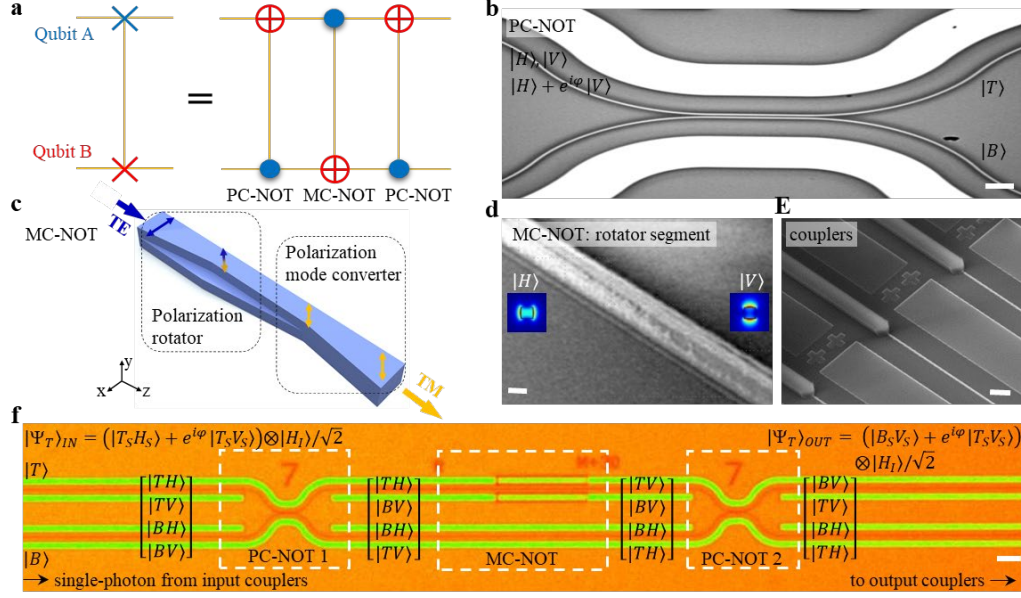 a
Qubit A
Qubit B
=
PC-NOT MC-NOT PC-NOT
b
PC-NOT
|H⟩,|V⟩
|H⟩ + e^{iφ}|V⟩
|T⟩
|B⟩
c
MC-NOT
TE
Polarization
mode converter
Polarization
rotator
y
x z
TM
d
MC-NOT: rotator segment
|H⟩
|V⟩
E
couplers
f
|Ψ_T⟩_IN = (|T_S H_S⟩ + e^{iφ}|T_S V_S⟩)⊗|H_I⟩/√2
|Ψ_T⟩_OUT = (|B_S V_S⟩ + e^{iφ}|T_S V_S⟩)
⊗|H_I⟩/√2
|T⟩
|B⟩
|TH⟩
|TV⟩
|BH⟩
|BV⟩
7
PC-NOT 1
|TH⟩
|BV⟩
|BH⟩
|TV⟩
MC-NOT
|TV⟩
|BV⟩
|BH⟩
|TH⟩
7
PC-NOT 2
|BV⟩
|TV⟩
|BH⟩
|TH⟩
→ single-photon from input couplers
to output couplers →